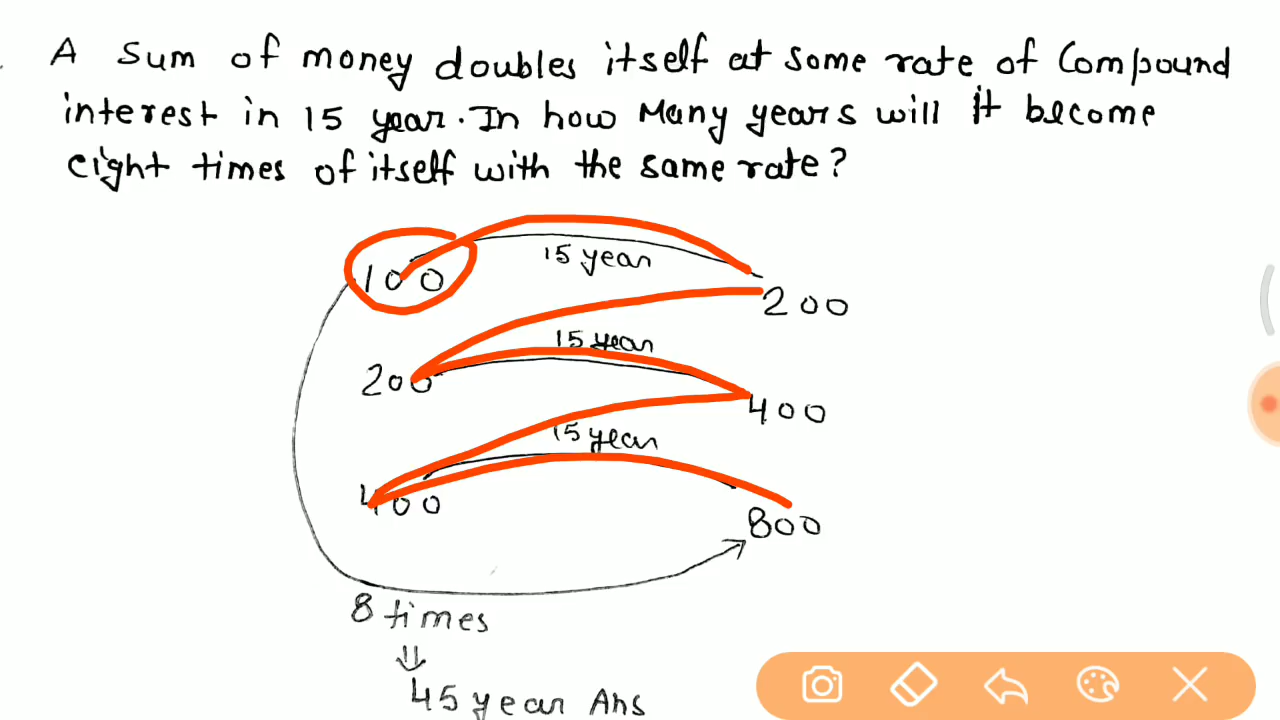 A Sum of money doubles itself at some rate of Compound
interest in 15 year. In how Many years will it become
eight times of itself with the same rate?
100 15 year 200
200 15 year 400
400 15 year 800
8 times
⇓
45 year Ans